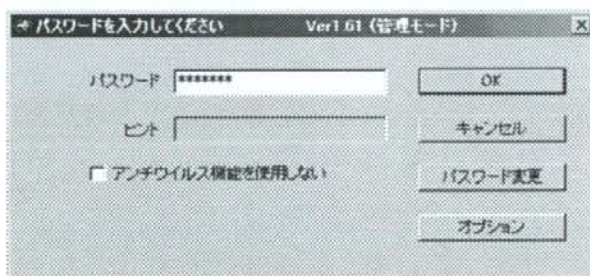 パスワードを入力してください Ver1.61 (管理モード)
パスワード *******
OK
ヒント
キャンセル
アンチウイルス機能を使用しない
パスワード変更
オプション